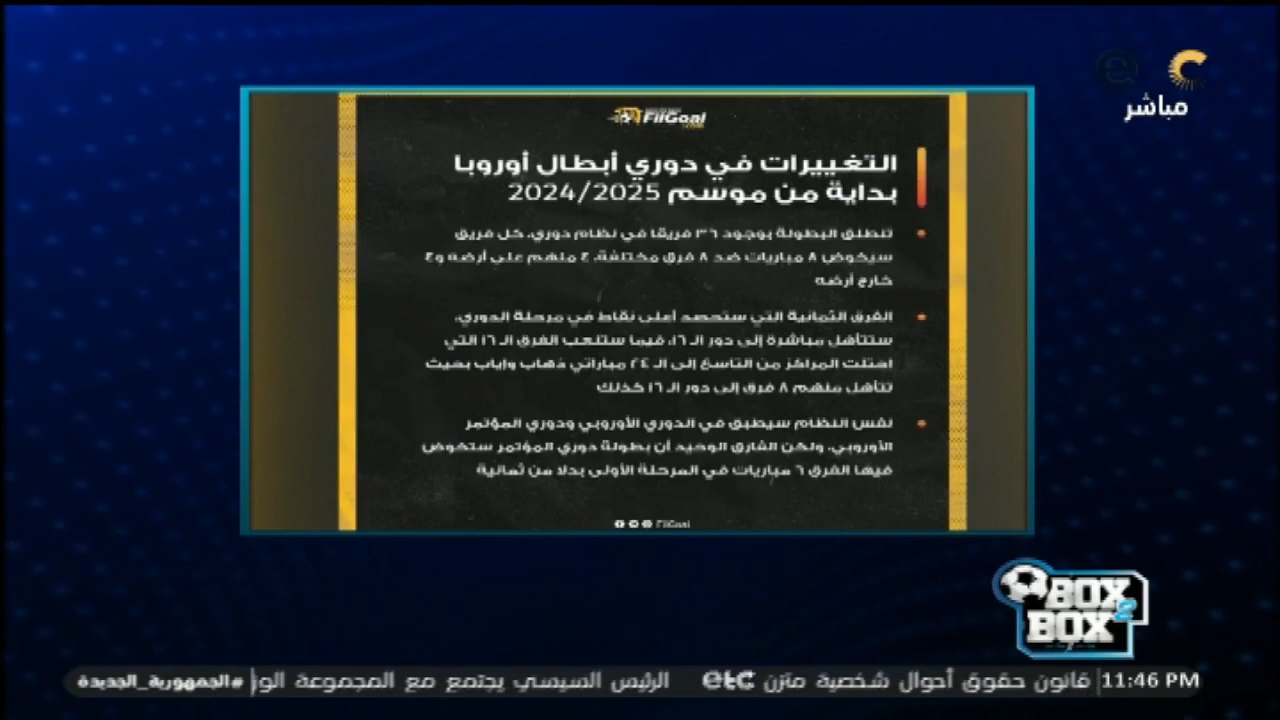 مباشر
FilGoal
.com
التغييرات في دوري أبطال أوروبا
بداية من موسم 2024/2025
تنطلق البطولة بوجود ٣٦ فريقا في نظام دوري، كل فريق
سيخوض ٨ مباريات ضد ٨ فرق مختلفة، ٤ منهم على أرضه و٤
خارج أرضه
الفرق الثمانية التي ستحصد أعلى نقاط في مرحلة الدوري،
ستتأهل مباشرة إلى دور الـ ١٦، فيما ستلعب الفرق الـ ١٦ التي
احتلت المراكز من التاسع إلى الـ ٢٤ مباراتي ذهاب وإياب بحيث
تتأهل منهم ٨ فرق إلى دور الـ ١٦ كذلك
نفس النظام سيطبق في الدوري الأوروبي ودوري المؤتمر
الأوروبي، ولكن الفارق الوحيد أن بطولة دوري المؤتمر ستخوض
فيها الفرق ٦ مباريات في المرحلة الأولى بدلا من ثمانية
FilGoal
BOX 2
BOX
11:46 PM
قانون حقوق أحوال شخصية متزن etc الرئيس السيسي يجتمع مع المجموعة الوز
#الجمهورية_الجديدة